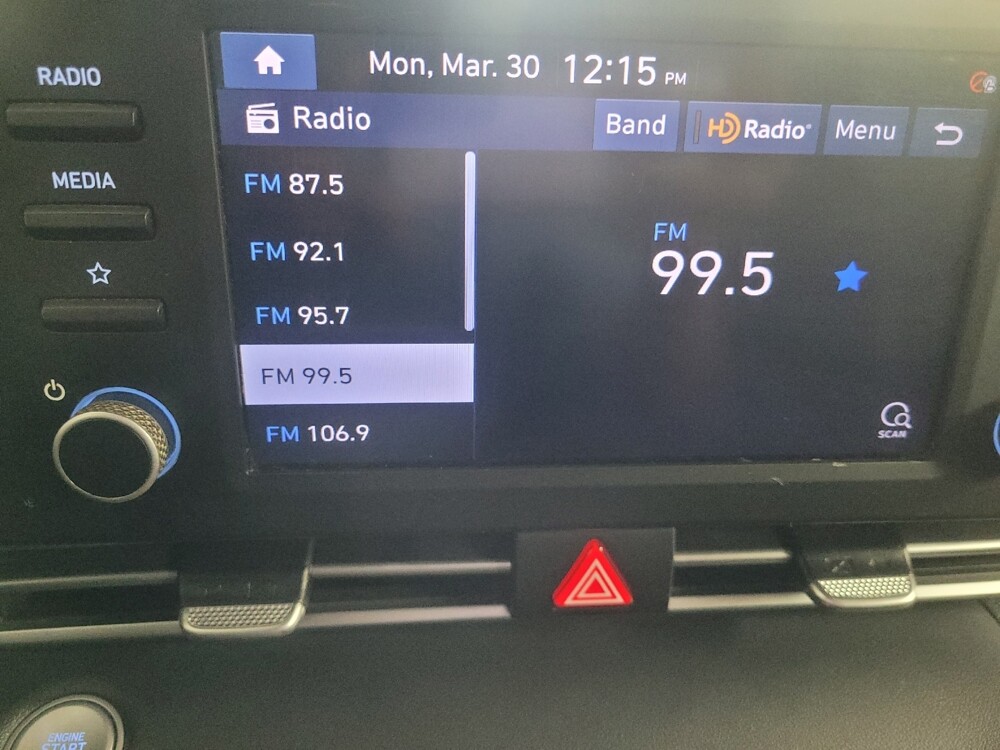 RADIO
MEDIA
Mon, Mar. 30 12:15 PM
Radio
Band
HD Radio®
Menu
FM 87.5
FM 92.1
FM 95.7
FM 99.5
FM 106.9
FM
99.5
SCAN
ENGINE
START